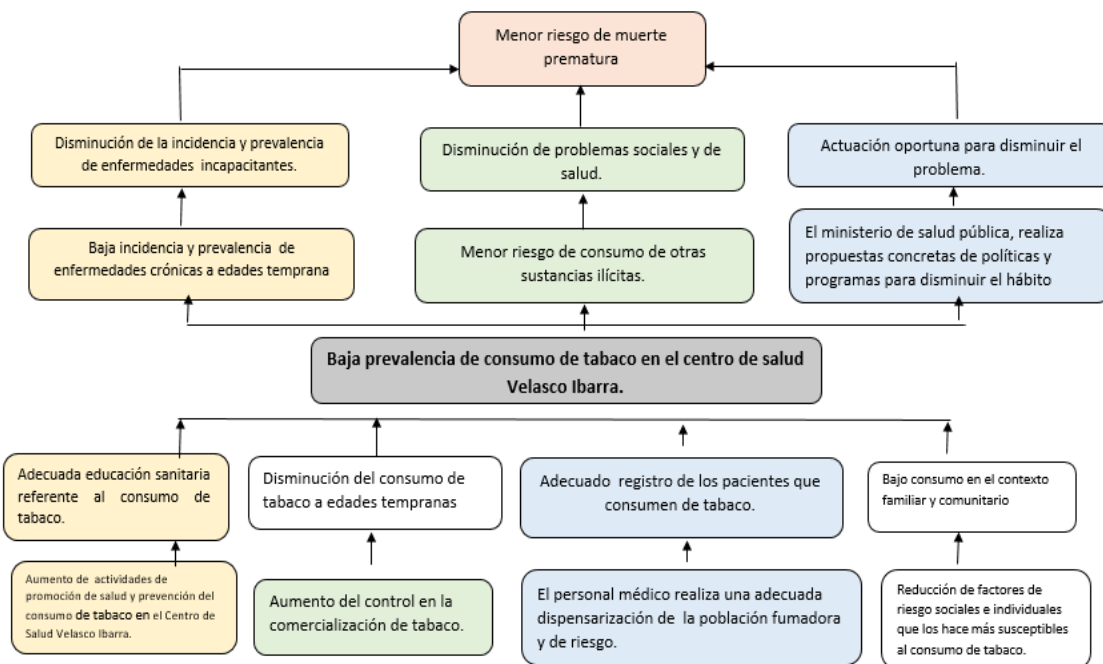 Menor riesgo de muerte
prematura
Disminución de la incidencia y prevalencia
de enfermedades incapacitantes.
Disminución de problemas sociales y de
salud.
Actuación oportuna para disminuir el
problema.
Baja incidencia y prevalencia de
enfermedades crónicas a edades temprana
Menor riesgo de consumo de otras
sustancias ilícitas.
El ministerio de salud pública, realiza
propuestas concretas de políticas y
programas para disminuir el hábito
Baja prevalencia de consumo de tabaco en el centro de salud
Velasco Ibarra.
Adecuada educación sanitaria
referente al consumo de
tabaco.
Disminución del consumo de
tabaco a edades tempranas
Adecuado registro de los pacientes que
consumen de tabaco.
Bajo consumo en el contexto
familiar y comunitario
Aumento de actividades de
promoción de salud y prevención del
consumo de tabaco en el Centro de
Salud Velasco Ibarra.
Aumento del control en la
comercialización de tabaco.
El personal médico realiza una adecuada
dispensarización de la población fumadora
y de riesgo.
Reducción de factores de
riesgo sociales e individuales
que los hace más susceptibles
al consumo de tabaco.